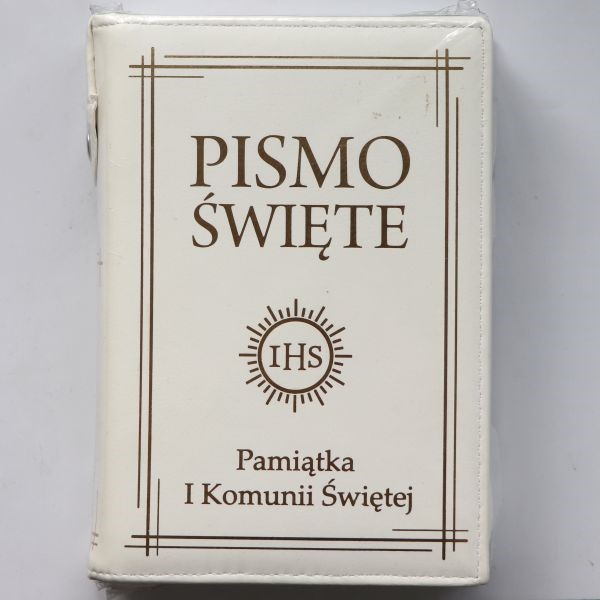 PISMO
ŚWIĘTE
IHS
Pamiątka
I Komunii Świętej